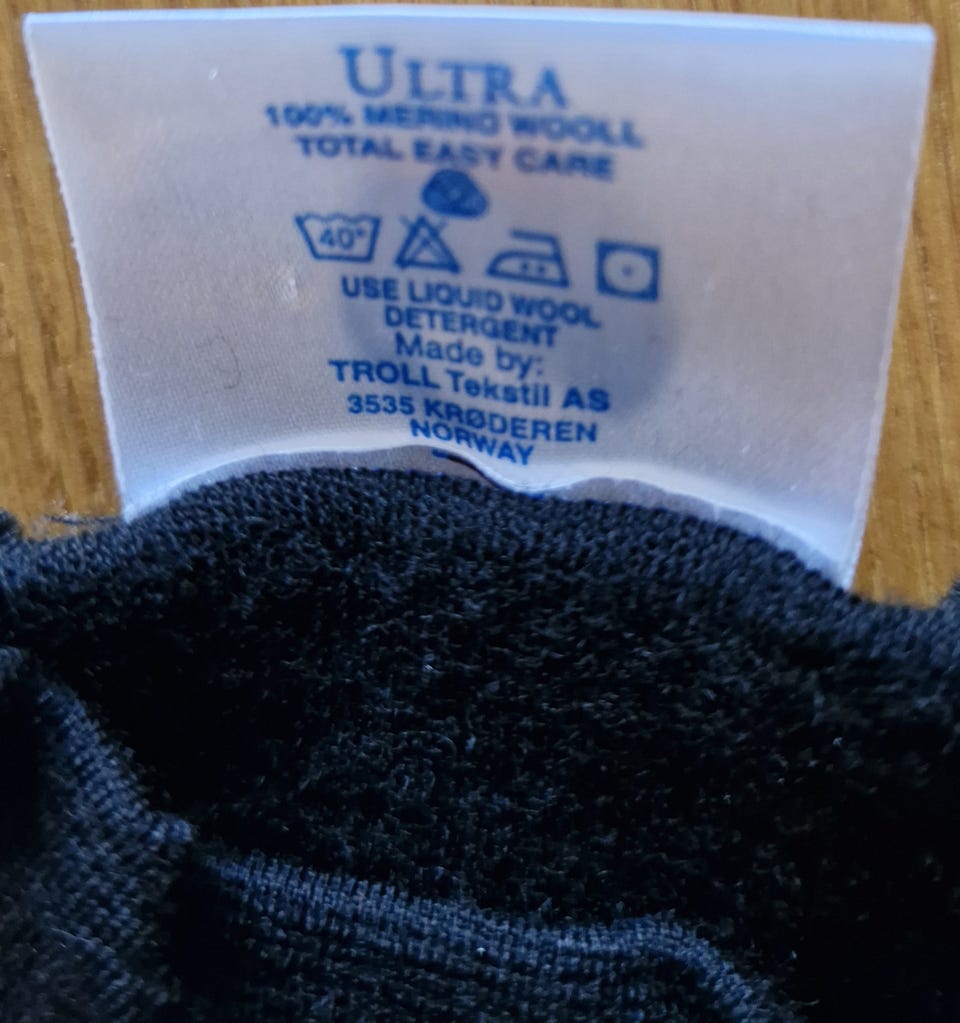 ULTRA
100% MERINO WOOLL
TOTAL EASY CARE
40°
USE LIQUID WOOL
DETERGENT
Made by:
TROLL Tekstil AS
3535 KRØDEREN
NORWAY